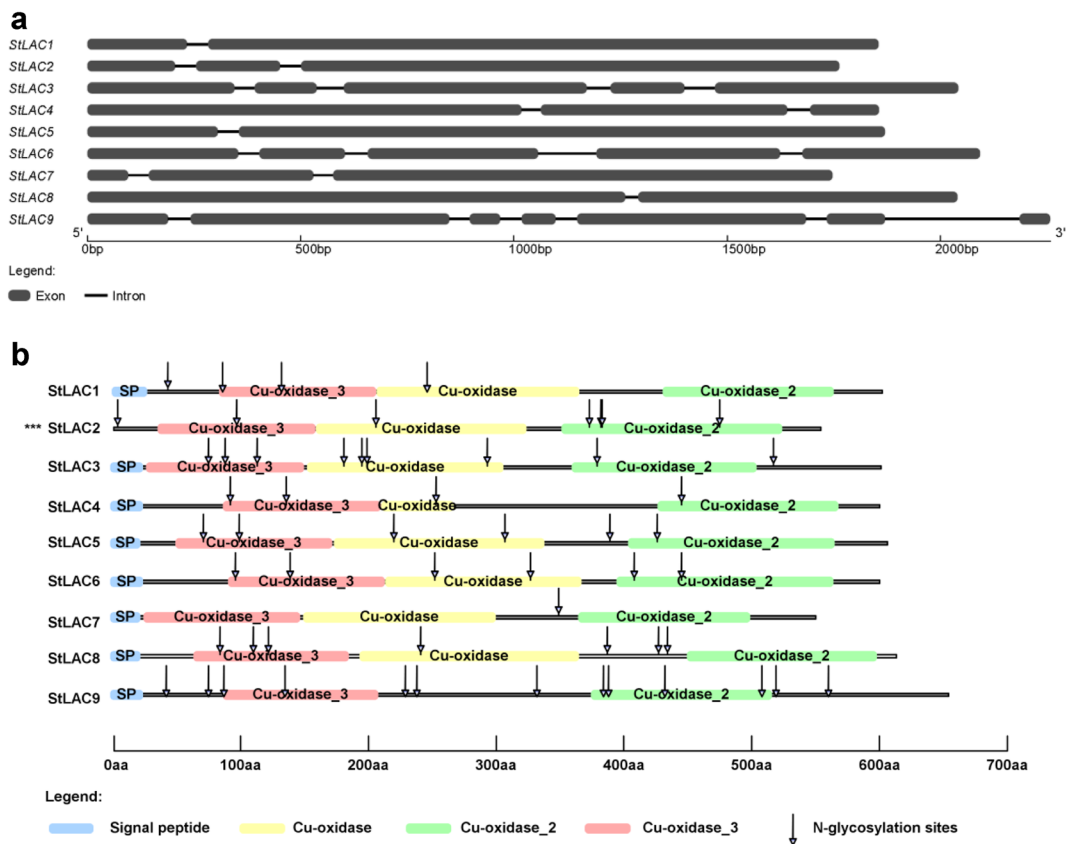 a
StLAC1
StLAC2
StLAC3
StLAC4
StLAC5
StLAC6
StLAC7
StLAC8
StLAC9
5' 3'
0bp 500bp 1000bp 1500bp 2000bp
Legend:
Exon Intron
b
StLAC1 SP Cu-oxidase_3 Cu-oxidase Cu-oxidase_2
*** StLAC2 Cu-oxidase_3 Cu-oxidase Cu-oxidase_2
StLAC3 SP Cu-oxidase_3 Cu-oxidase Cu-oxidase_2
StLAC4 SP Cu-oxidase_3 Cu-oxidase Cu-oxidase_2
StLAC5 SP Cu-oxidase_3 Cu-oxidase Cu-oxidase_2
StLAC6 SP Cu-oxidase_3 Cu-oxidase Cu-oxidase_2
StLAC7 SP Cu-oxidase_3 Cu-oxidase Cu-oxidase_2
StLAC8 SP Cu-oxidase_3 Cu-oxidase Cu-oxidase_2
StLAC9 SP Cu-oxidase_3 Cu-oxidase_2
0aa 100aa 200aa 300aa 400aa 500aa 600aa 700aa
Legend:
Signal peptide Cu-oxidase Cu-oxidase_2 Cu-oxidase_3 N-glycosylation sites